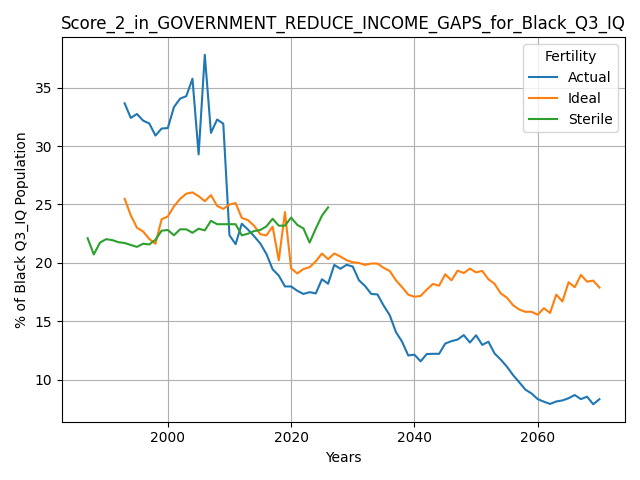 Score_2_in_GOVERNMENT_REDUCE_INCOME_GAPS_for_Black_Q3_IQ
Fertility
Actual
Ideal
Sterile
% of Black Q3_IQ Population
35
30
25
20
15
10
2000
2020
2040
2060
Years